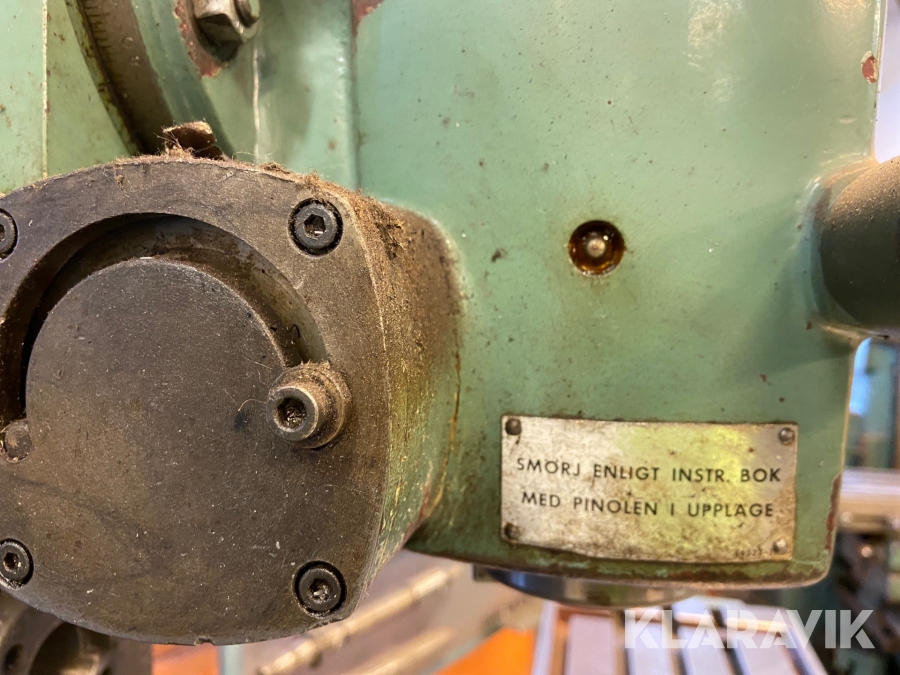 SMÖRJ ENLIGT INSTR. BOK
MED PINOLEN I UPPLÄGE
KLARAVIK